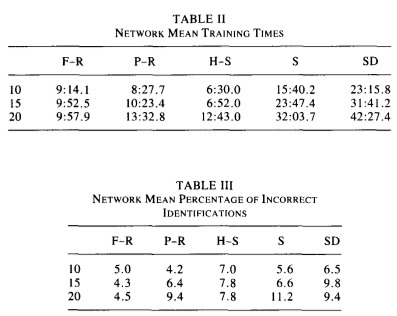 TABLE II
NETWORK MEAN TRAINING TIMES
F–R P–R H–S S SD
10 9:14.1 8:27.7 6:30.0 15:40.2 23:15.8
15 9:52.5 10:23.4 6:52.0 23:47.4 31:41.2
20 9:57.9 13:32.8 12:43.0 32:03.7 42:27.4
TABLE III
NETWORK MEAN PERCENTAGE OF INCORRECT
IDENTIFICATIONS
F–R P–R H–S S SD
10 5.0 4.2 7.0 5.6 6.5
15 4.3 6.4 7.8 6.6 9.8
20 4.5 9.4 7.8 11.2 9.4